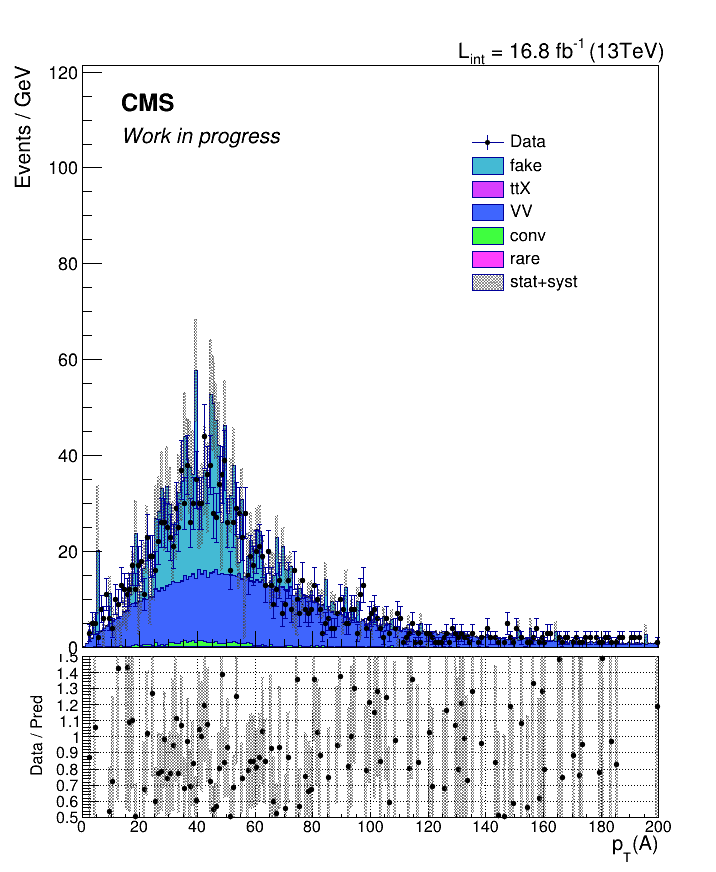 L_int = 16.8 fb^-1 (13TeV)
Events / GeV
120
100
80
60
40
20
0
CMS
Work in progress
Data
fake
ttX
VV
conv
rare
stat+syst
Data / Pred
1.5
1.4
1.3
1.2
1.1
1
0.9
0.8
0.7
0.6
0.5
0 20 40 60 80 100 120 140 160 180 200
p_T(A)